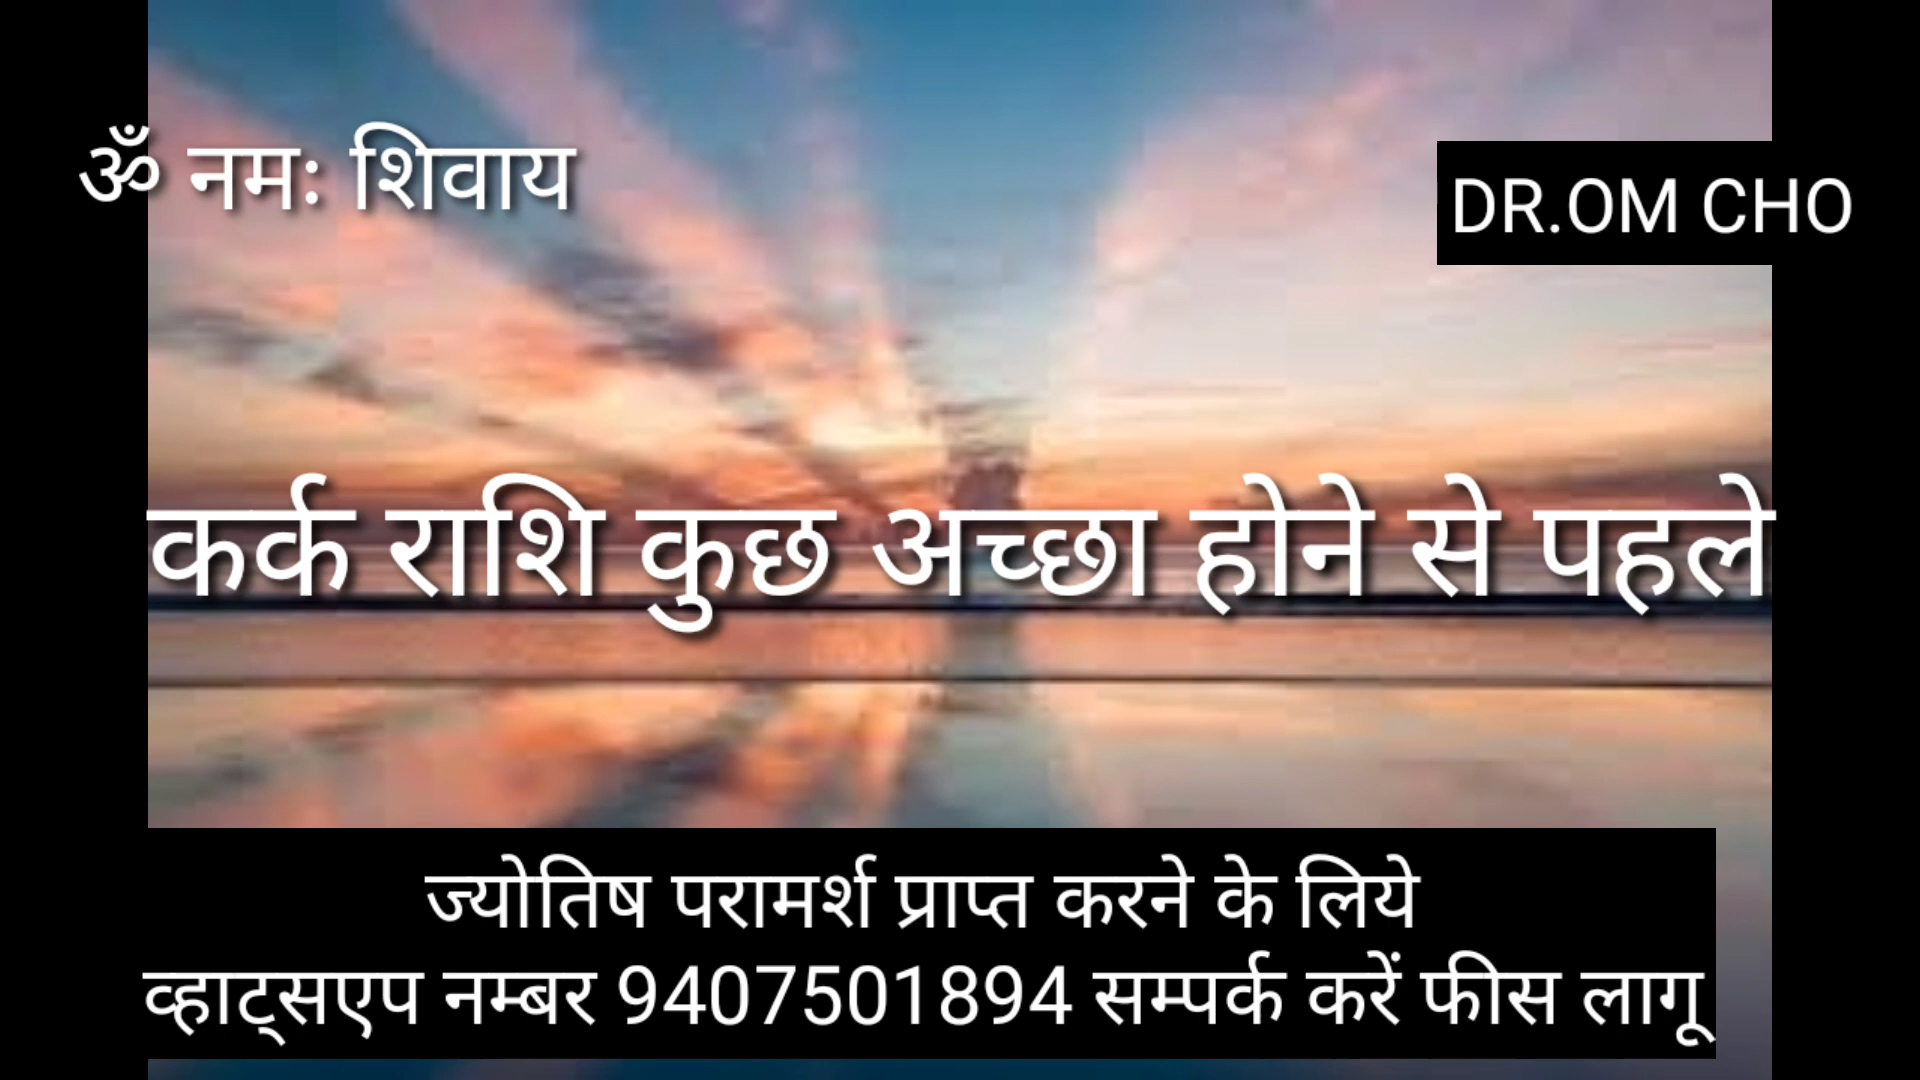 ॐ नमः शिवाय
DR.OM CHO
कर्क राशि कुछ अच्छा होने से पहले
ज्योतिष परामर्श प्राप्त करने के लिये
व्हाट्सएप नम्बर 9407501894 सम्पर्क करें फीस लागू